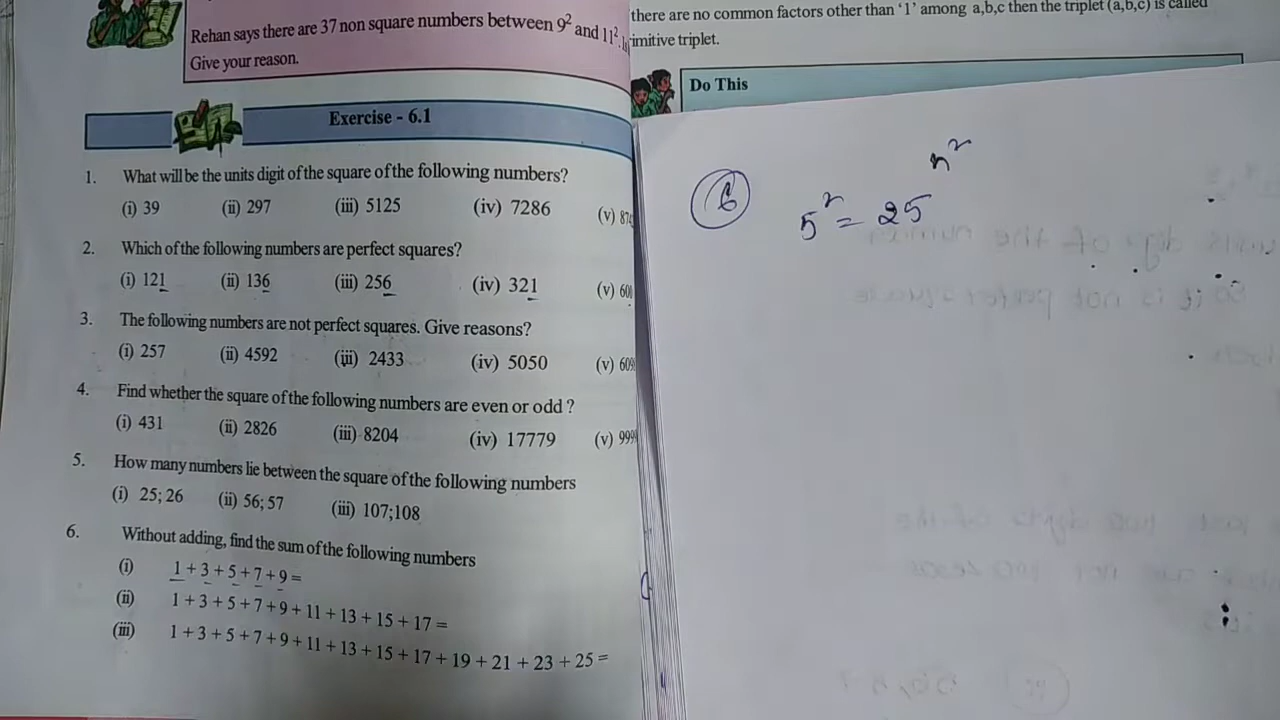 Rehan says there are 37 non square numbers between 9² and 11².
Give your reason.
Exercise - 6.1
1. What will be the units digit of the square of the following numbers?
(i) 39 (ii) 297 (iii) 5125 (iv) 7286 (v)
2. Which of the following numbers are perfect squares?
(i) 121 (ii) 136 (iii) 256 (iv) 321 (v)
3. The following numbers are not perfect squares. Give reasons?
(i) 257 (ii) 4592 (iii) 2433 (iv) 5050 (v)
4. Find whether the square of the following numbers are even or odd ?
(i) 431 (ii) 2826 (iii) 8204 (iv) 17779 (v)
5. How many numbers lie between the square of the following numbers
(i) 25; 26 (ii) 56; 57 (iii) 107;108
6. Without adding, find the sum of the following numbers
(i) 1 + 3 + 5 + 7 + 9 =
(ii) 1 + 3 + 5 + 7 + 9 + 11 + 13 + 15 + 17 =
(iii) 1 + 3 + 5 + 7 + 9 + 11 + 13 + 15 + 17 + 19 + 21 + 23 + 25 =
there are no common factors other than '1' among a,b,c then the triplet (a,b,c) is called
imitive triplet.
Do This
n²
6 5² = 25